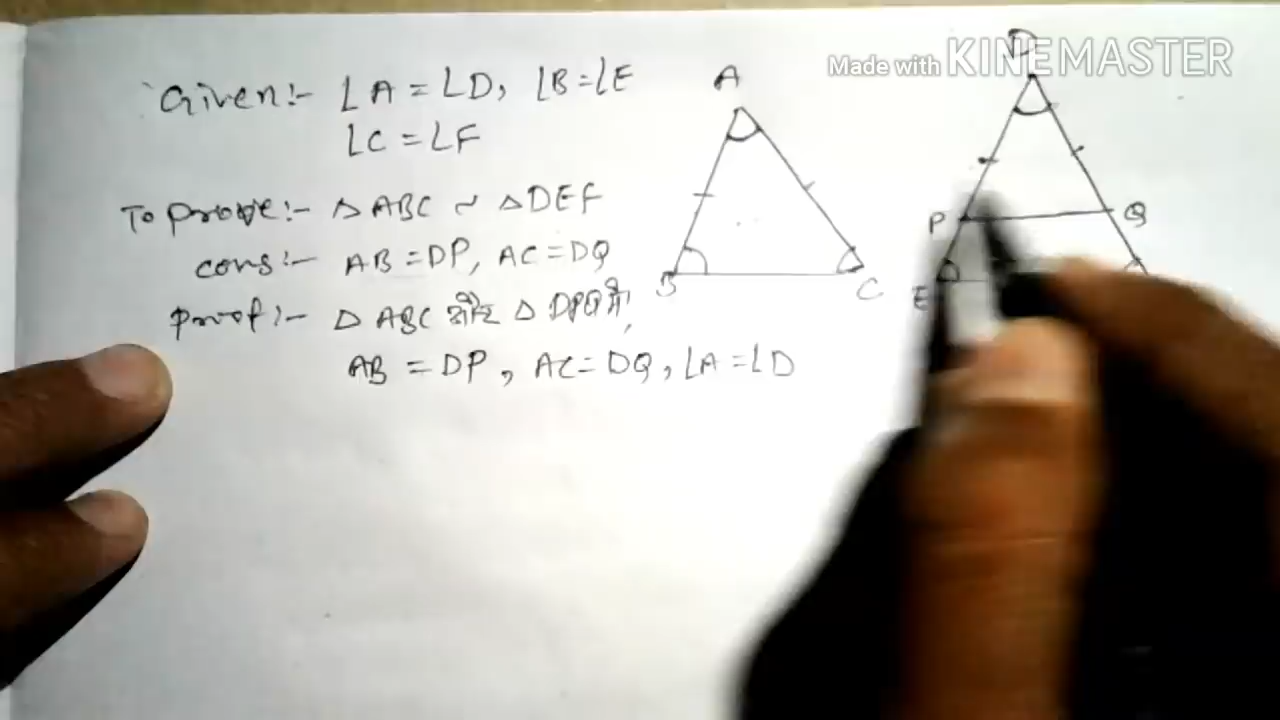 Given:- ∠A = ∠D, ∠B = ∠E
∠C = ∠F
To prove:- △ABC ~ △DEF
cons:- AB = DP, AC = DQ
Proof:- △ ABC और △ DPQ में,
AB = DP, AC = DQ, ∠A = ∠D
A
B
C
D
P
Q
E
Made with KINEMASTER